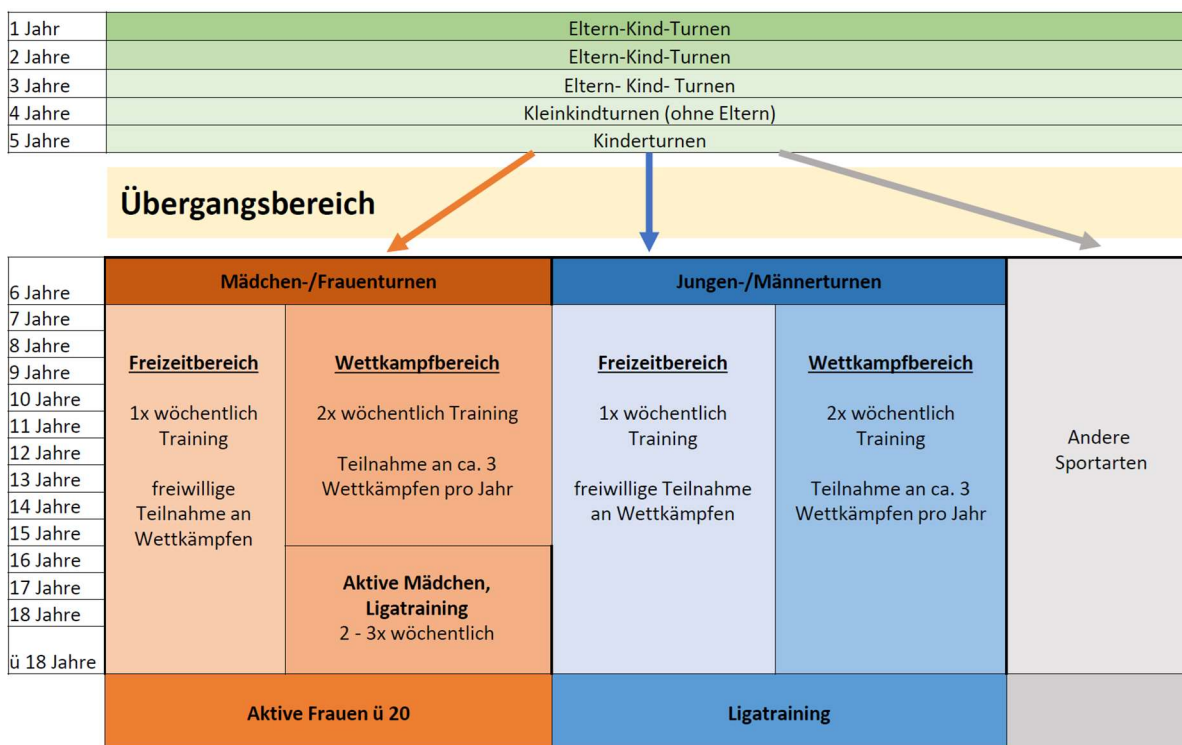 1 Jahr
Eltern-Kind-Turnen
2 Jahre
Eltern-Kind-Turnen
3 Jahre
Eltern- Kind- Turnen
4 Jahre
Kleinkindturnen (ohne Eltern)
5 Jahre
Kinderturnen
Übergangsbereich
6 Jahre
7 Jahre
8 Jahre
9 Jahre
10 Jahre
11 Jahre
12 Jahre
13 Jahre
14 Jahre
15 Jahre
16 Jahre
17 Jahre
18 Jahre
ü 18 Jahre
Mädchen-/Frauenturnen
Freizeitbereich
1x wöchentlich
Training
freiwillige
Teilnahme an
Wettkämpfen
Wettkampfbereich
2x wöchentlich Training
Teilnahme an ca. 3
Wettkämpfen pro Jahr
Aktive Mädchen,
Ligatraining
2 - 3x wöchentlich
Aktive Frauen ü 20
Jungen-/Männerturnen
Freizeitbereich
1x wöchentlich
Training
freiwillige Teilnahme
an Wettkämpfen
Wettkampfbereich
2x wöchentlich
Training
Teilnahme an ca. 3
Wettkämpfen pro Jahr
Ligatraining
Andere
Sportarten